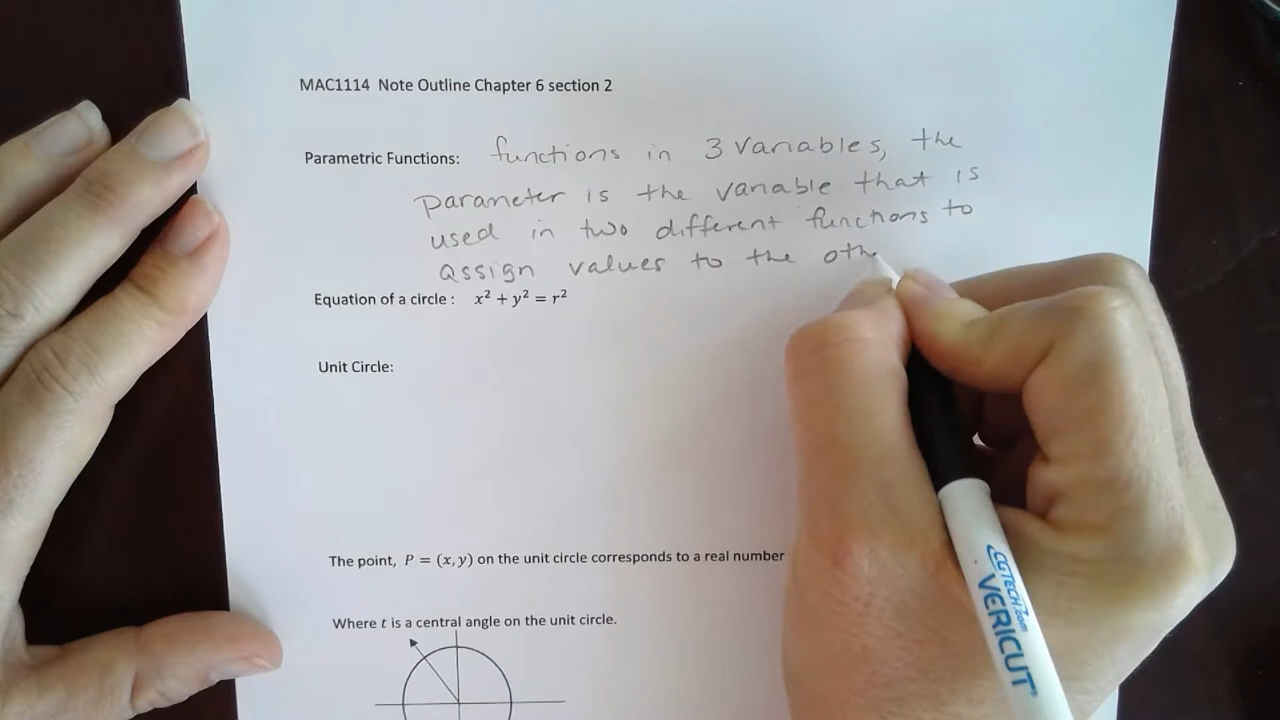 MAC1114 Note Outline Chapter 6 section 2
Parametric Functions: functions in 3 variables, the
parameter is the variable that is
used in two different functions to
assign values to the oth
Equation of a circle : x² + y² = r²
Unit Circle:
The point, P = (x, y) on the unit circle corresponds to a real number
Where t is a central angle on the unit circle.
CGTECH.com
VERICUT